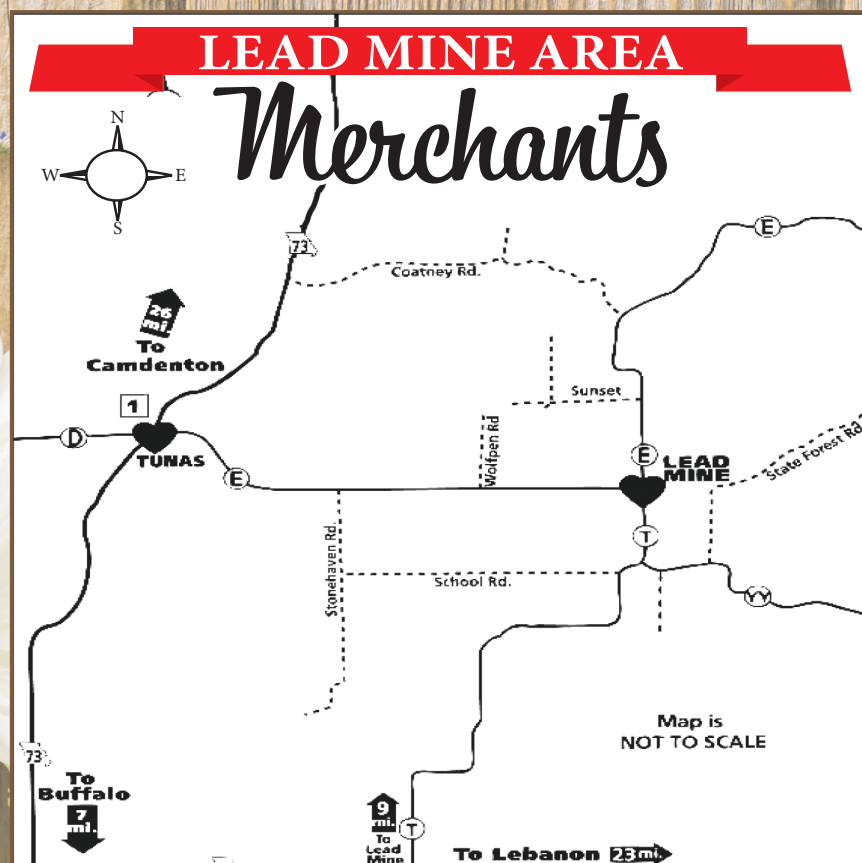 LEAD MINE AREA
Merchants
N
W
E
S
73
E
Coatney Rd.
26
mi.
To
Camdenton
1
Sunset
D
TUNAS
E
Wolfpen Rd
E
LEAD
MINE
State Forest Rd
T
Stonehaven Rd.
School Rd.
YY
Map is
NOT TO SCALE
73
To
Buffalo
7
mi.
9
mi.
To
Lead
Mine
T
To Lebanon
23 mi.